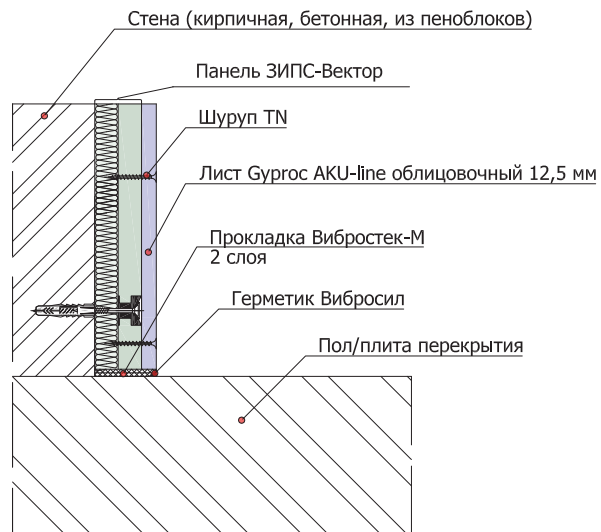 Стена (кирпичная, бетонная, из пеноблоков)
Панель ЗИПС-Вектор
Шуруп TN
Лист Gyproc AKU-line облицовочный 12,5 мм
Прокладка Вибростек-М
2 слоя
Герметик Вибросил
Пол/плита перекрытия